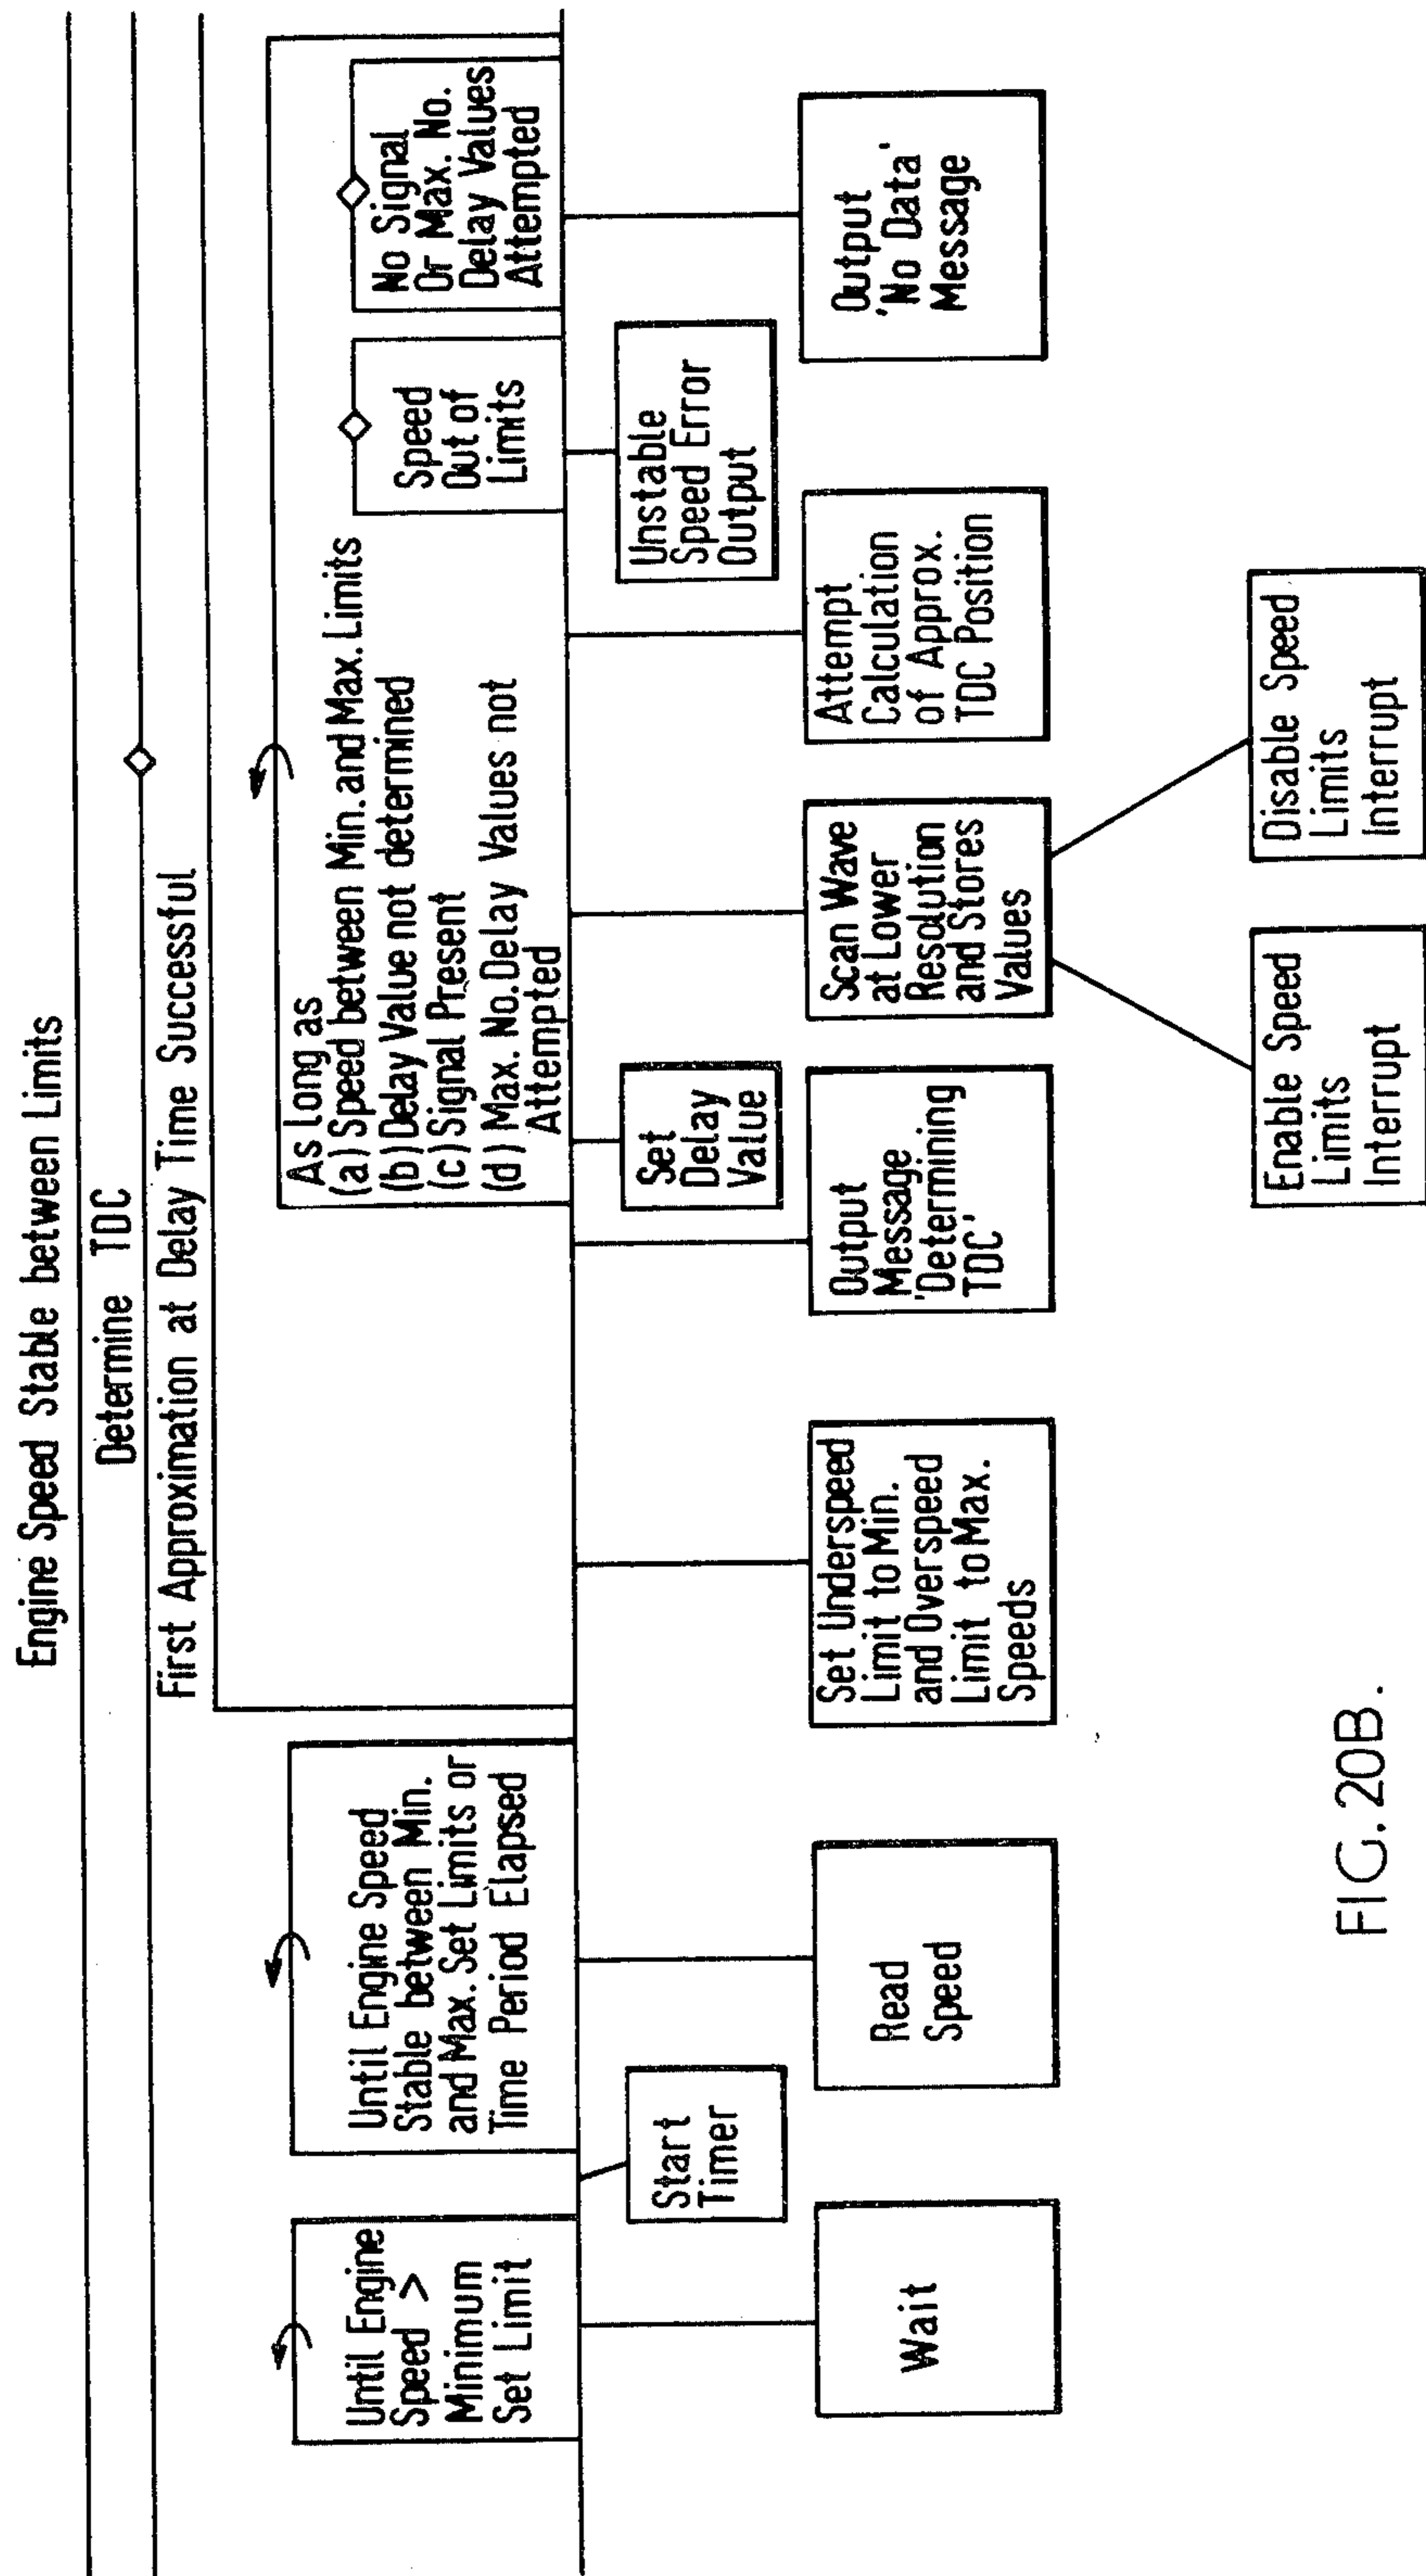 Engine Speed Stable between Limits
Determine TDC
First Approximation at Delay Time Successful
Until Engine
Speed >
Minimum
Set Limit
Until Engine Speed
Stable between Min.
and Max. Set Limits or
Time Period Elapsed
As Long as
(a) Speed between Min. and Max. Limits
(b) Delay Value not determined
(c) Signal Present
(d) Max. No. Delay Values not
Attempted
Speed
Out of
Limits
No Signal
Or Max. No.
Delay Values
Attempted
Start
Timer
Set
Delay
Value
Unstable
Speed Error
Output
Wait
Read
Speed
Set Underspeed
Limit to Min.
and Overspeed
Limit to Max.
Speeds
Output
Message
'Determining
TDC'
Scan Wave
at Lower
Resolution
and Stores
Values
Attempt
Calculation
of Approx.
TDC Position
Output
'No Data'
Message
Enable Speed
Limits
Interrupt
Disable Speed
Limits
Interrupt
FIG. 20B.